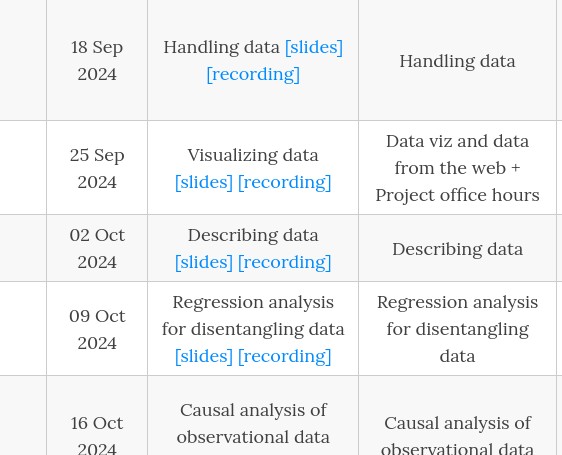 18 Sep
2024
Handling data [slides]
[recording]
Handling data
25 Sep
2024
Visualizing data
[slides] [recording]
Data viz and data
from the web +
Project office hours
02 Oct
2024
Describing data
[slides] [recording]
Describing data
09 Oct
2024
Regression analysis
for disentangling data
[slides] [recording]
Regression analysis
for disentangling
data
16 Oct
2024
Causal analysis of
observational data
Causal analysis of
observational data